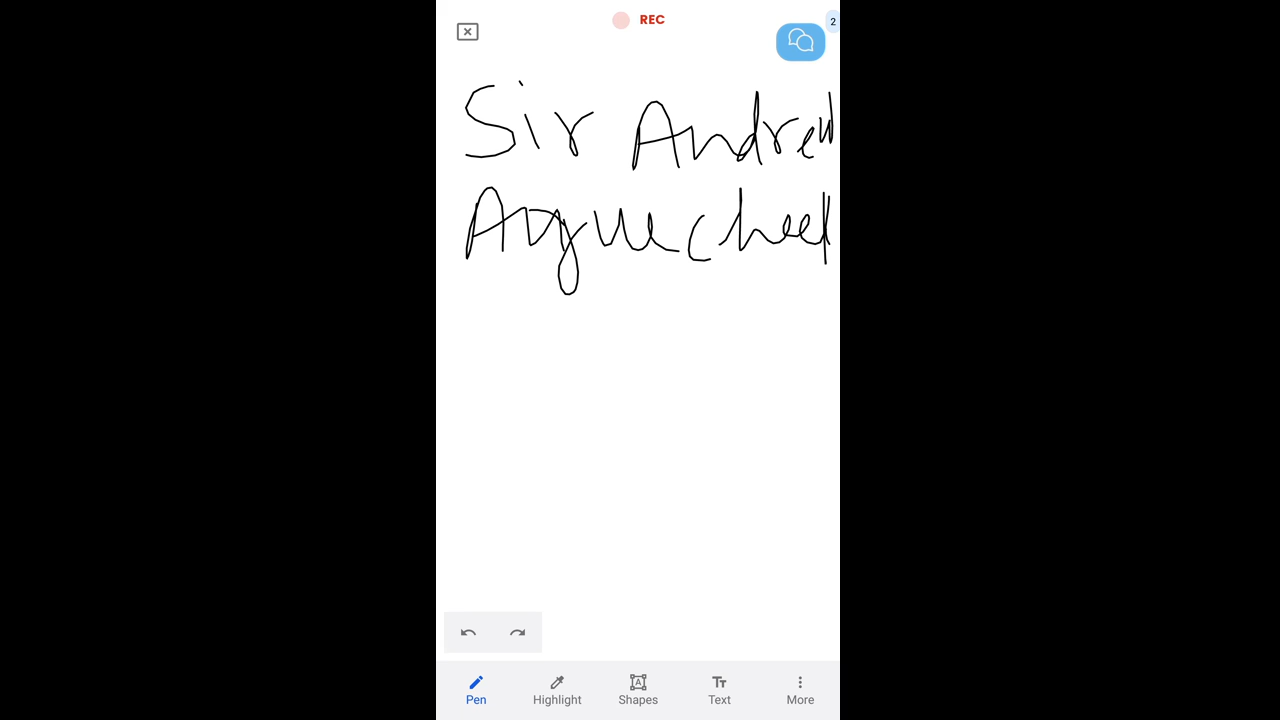 REC
2
Sir Andrew
Aguecheek
Pen
Highlight
Shapes
Text
More